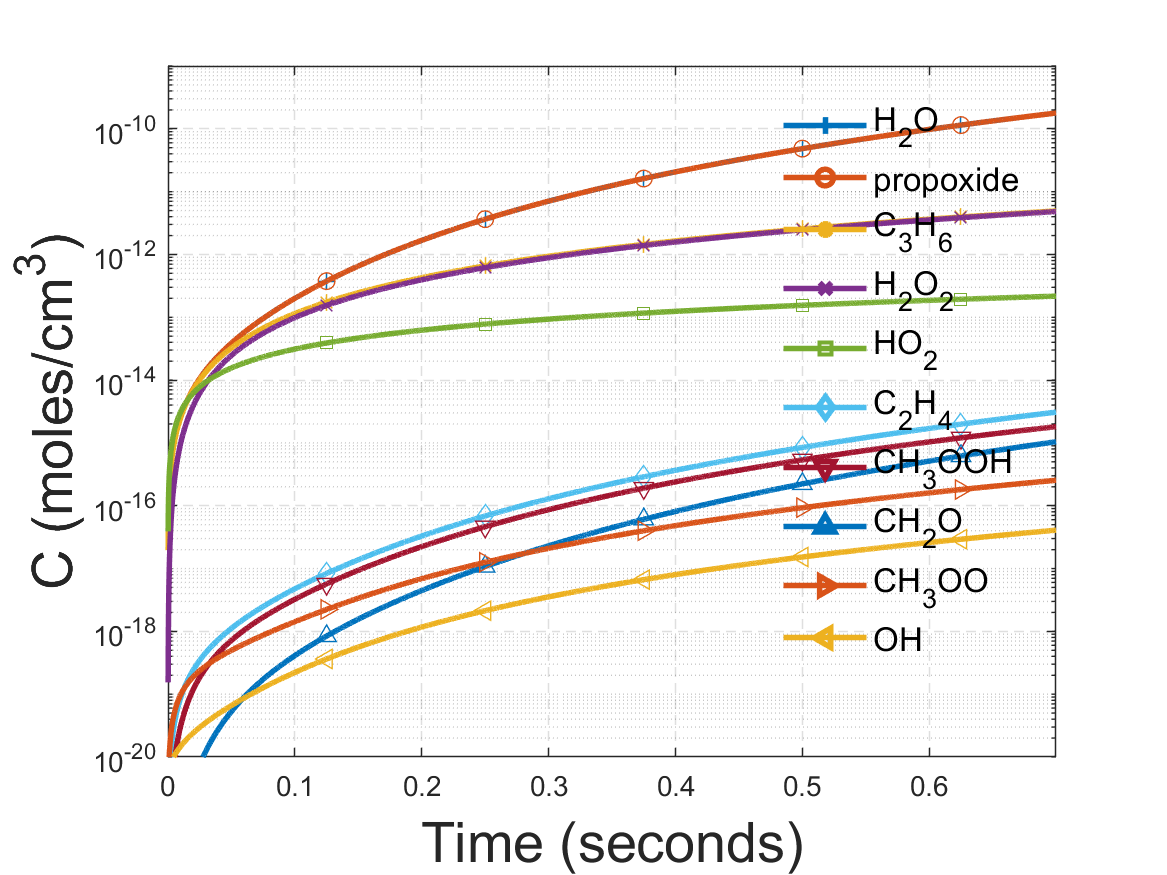 C (moles/cm³)
10⁻¹⁰
10⁻¹²
10⁻¹⁴
10⁻¹⁶
10⁻¹⁸
10⁻²⁰
H₂O
propoxide
C₃H₆
H₂O₂
HO₂
C₂H₄
CH₃OOH
CH₂O
CH₃OO
OH
0 0.1 0.2 0.3 0.4 0.5 0.6
Time (seconds)